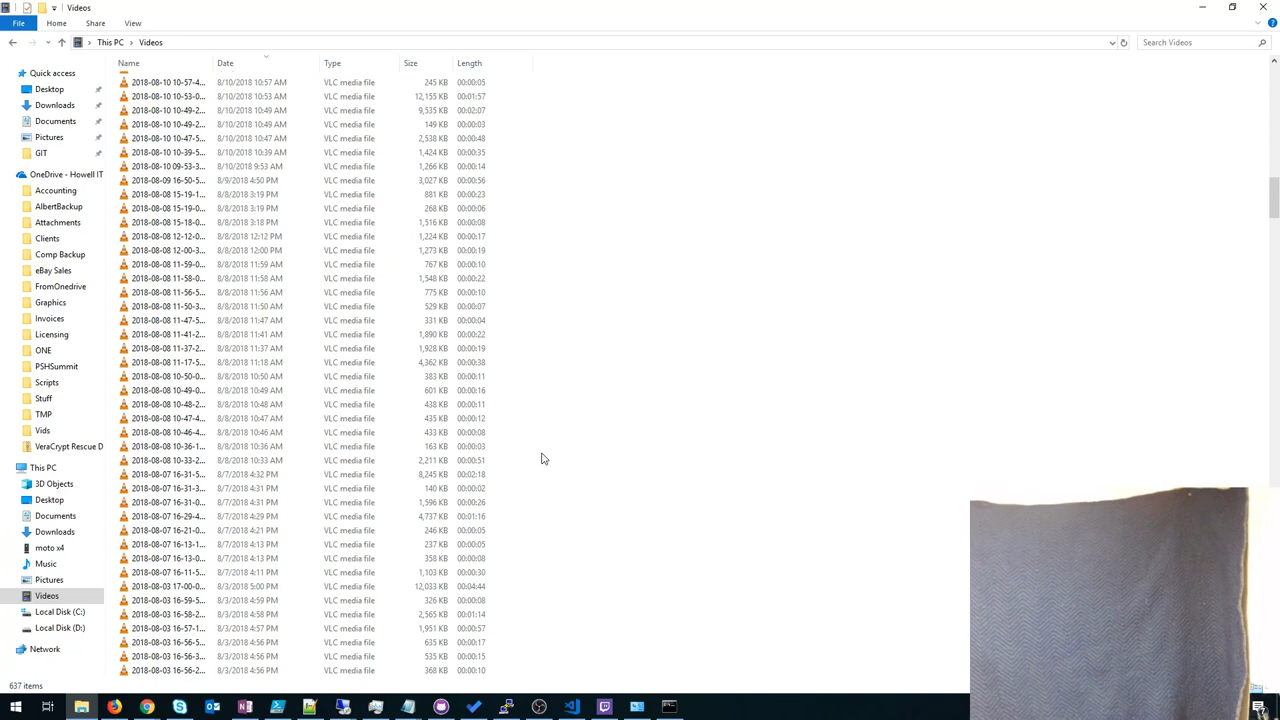 Videos
File Home Share View
This PC Videos Search Videos
Name Date Type Size Length
Quick access
Desktop
Downloads
Documents
Pictures
GIT
OneDrive - Howell IT
Accounting
AlbertBackup
Attachments
Clients
Comp Backup
eBay Sales
FromOnedrive
Graphics
Invoices
Licensing
ONE
PSHSummit
Scripts
Stuff
TMP
Vids
VeraCrypt Rescue D
This PC
3D Objects
Desktop
Documents
Downloads
moto x4
Music
Pictures
Videos
Local Disk (C:)
Local Disk (D:)
Network
2018-08-10 10-57-4... 8/10/2018 10:57 AM VLC media file 245 KB 00:00:05
2018-08-10 10-53-0... 8/10/2018 10:53 AM VLC media file 12,155 KB 00:01:57
2018-08-10 10-49-2... 8/10/2018 10:49 AM VLC media file 9,535 KB 00:02:07
2018-08-10 10-49-2... 8/10/2018 10:49 AM VLC media file 149 KB 00:00:03
2018-08-10 10-47-5... 8/10/2018 10:47 AM VLC media file 2,538 KB 00:00:48
2018-08-10 10-39-5... 8/10/2018 10:39 AM VLC media file 1,424 KB 00:00:35
2018-08-10 09-53-3... 8/10/2018 9:53 AM VLC media file 1,266 KB 00:00:14
2018-08-09 16-50-5... 8/9/2018 4:50 PM VLC media file 3,027 KB 00:00:56
2018-08-08 15-19-1... 8/8/2018 3:19 PM VLC media file 881 KB 00:00:23
2018-08-08 15-19-0... 8/8/2018 3:19 PM VLC media file 268 KB 00:00:06
2018-08-08 15-18-0... 8/8/2018 3:18 PM VLC media file 1,516 KB 00:00:08
2018-08-08 12-12-0... 8/8/2018 12:12 PM VLC media file 1,224 KB 00:00:17
2018-08-08 12-00-3... 8/8/2018 12:00 PM VLC media file 1,273 KB 00:00:19
2018-08-08 11-59-0... 8/8/2018 11:59 AM VLC media file 767 KB 00:00:10
2018-08-08 11-58-0... 8/8/2018 11:58 AM VLC media file 1,548 KB 00:00:22
2018-08-08 11-56-5... 8/8/2018 11:56 AM VLC media file 775 KB 00:00:10
2018-08-08 11-50-3... 8/8/2018 11:50 AM VLC media file 529 KB 00:00:07
2018-08-08 11-47-5... 8/8/2018 11:47 AM VLC media file 331 KB 00:00:04
2018-08-08 11-41-2... 8/8/2018 11:41 AM VLC media file 1,890 KB 00:00:22
2018-08-08 11-37-2... 8/8/2018 11:37 AM VLC media file 1,928 KB 00:00:19
2018-08-08 11-17-5... 8/8/2018 11:18 AM VLC media file 4,362 KB 00:00:38
2018-08-08 10-50-0... 8/8/2018 10:50 AM VLC media file 383 KB 00:00:11
2018-08-08 10-49-0... 8/8/2018 10:49 AM VLC media file 601 KB 00:00:16
2018-08-08 10-48-2... 8/8/2018 10:48 AM VLC media file 438 KB 00:00:11
2018-08-08 10-47-4... 8/8/2018 10:47 AM VLC media file 435 KB 00:00:12
2018-08-08 10-46-4... 8/8/2018 10:46 AM VLC media file 433 KB 00:00:08
2018-08-08 10-36-1... 8/8/2018 10:36 AM VLC media file 163 KB 00:00:03
2018-08-08 10-33-2... 8/8/2018 10:33 AM VLC media file 2,211 KB 00:00:51
2018-08-07 16-31-5... 8/7/2018 4:32 PM VLC media file 8,245 KB 00:02:18
2018-08-07 16-31-3... 8/7/2018 4:31 PM VLC media file 140 KB 00:00:02
2018-08-07 16-31-0... 8/7/2018 4:31 PM VLC media file 1,596 KB 00:00:26
2018-08-07 16-29-4... 8/7/2018 4:29 PM VLC media file 4,737 KB 00:01:16
2018-08-07 16-21-0... 8/7/2018 4:21 PM VLC media file 246 KB 00:00:05
2018-08-07 16-13-1... 8/7/2018 4:13 PM VLC media file 237 KB 00:00:05
2018-08-07 16-13-0... 8/7/2018 4:13 PM VLC media file 358 KB 00:00:08
2018-08-07 16-11-5... 8/7/2018 4:11 PM VLC media file 1,103 KB 00:00:30
2018-08-03 17-00-0... 8/3/2018 5:00 PM VLC media file 12,033 KB 00:04:44
2018-08-03 16-59-5... 8/3/2018 4:59 PM VLC media file 326 KB 00:00:08
2018-08-03 16-58-2... 8/3/2018 4:58 PM VLC media file 2,565 KB 00:01:14
2018-08-03 16-57-1... 8/3/2018 4:57 PM VLC media file 1,951 KB 00:00:57
2018-08-03 16-56-5... 8/3/2018 4:56 PM VLC media file 635 KB 00:00:17
2018-08-03 16-56-3... 8/3/2018 4:56 PM VLC media file 535 KB 00:00:15
2018-08-03 16-56-2... 8/3/2018 4:56 PM VLC media file 368 KB 00:00:10
637 items